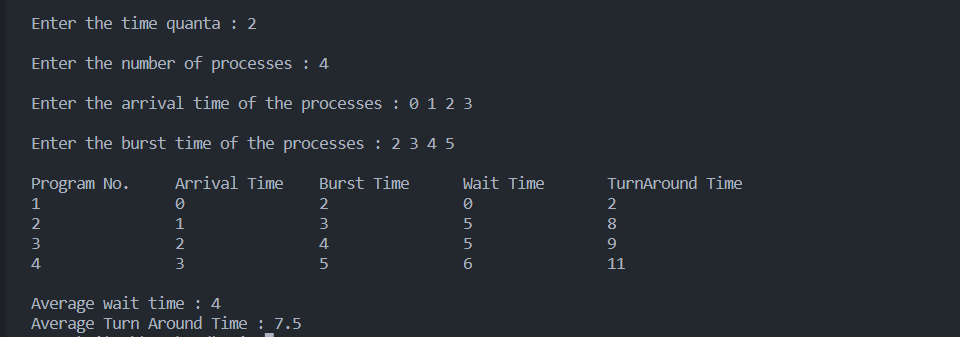 Enter the time quanta : 2
Enter the number of processes : 4
Enter the arrival time of the processes : 0 1 2 3
Enter the burst time of the processes : 2 3 4 5
Program No. Arrival Time Burst Time Wait Time TurnAround Time
1 0 2 0 2
2 1 3 5 8
3 2 4 5 9
4 3 5 6 11
Average wait time : 4
Average Turn Around Time : 7.5